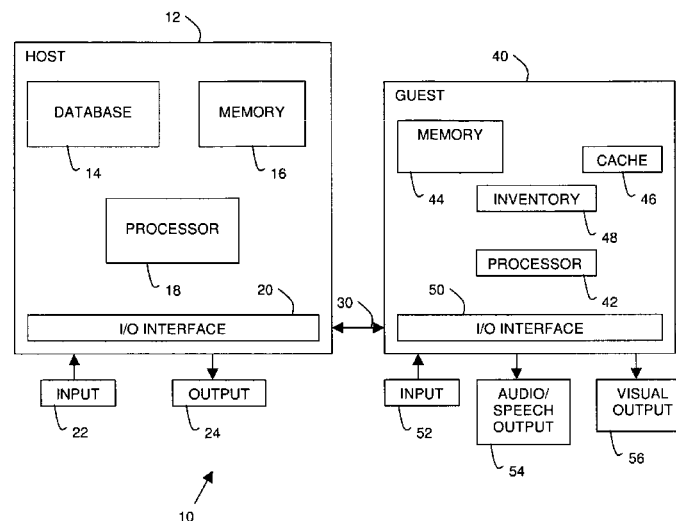 12
HOST
DATABASE
14
MEMORY
16
PROCESSOR
18
20
I/O INTERFACE
INPUT
22
OUTPUT
24
10
30
40
GUEST
MEMORY
44
CACHE
46
INVENTORY
48
PROCESSOR
42
50
I/O INTERFACE
INPUT
52
AUDIO/
SPEECH
OUTPUT
54
VISUAL
OUTPUT
56